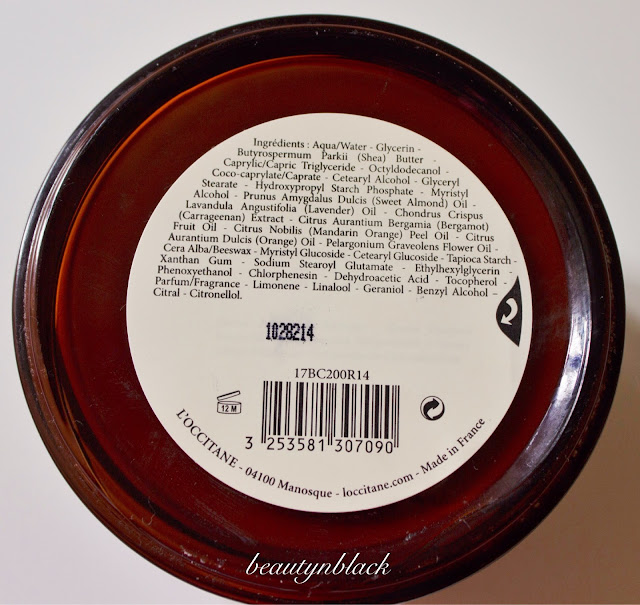 Ingrédients : Aqua/Water - Glycerin -
Butyrospermum Parkii (Shea) Butter -
Caprylic/Capric Triglyceride - Octyldodecanol -
Coco-caprylate/Caprate - Cetearyl Alcohol - Glyceryl
Stearate - Hydroxypropyl Starch Phosphate - Myristyl
Alcohol - Prunus Amygdalus Dulcis (Sweet Almond) Oil -
Lavandula Angustifolia (Lavender) Oil - Chondrus Crispus
(Carrageenan) Extract - Citrus Aurantium Bergamia (Bergamot)
Fruit Oil - Citrus Nobilis (Mandarin Orange) Peel Oil - Citrus
Aurantium Dulcis (Orange) Oil - Pelargonium Graveolens Flower Oil -
Cera Alba/Beeswax - Myristyl Glucoside - Cetearyl Glucoside - Tapioca Starch -
Xanthan Gum - Sodium Stearoyl Glutamate - Ethylhexylglycerin -
Phenoxyethanol - Chlorphenesin - Dehydroacetic Acid - Tocopherol -
Parfum/Fragrance - Limonene - Linalool - Geraniol - Benzyl Alcohol -
Citral - Citronellol.
1028214
17BC200R14
12 M
3 253581 307090
L'OCCITANE - 04100 Manosque - loccitane.com - Made in France
beautynblack